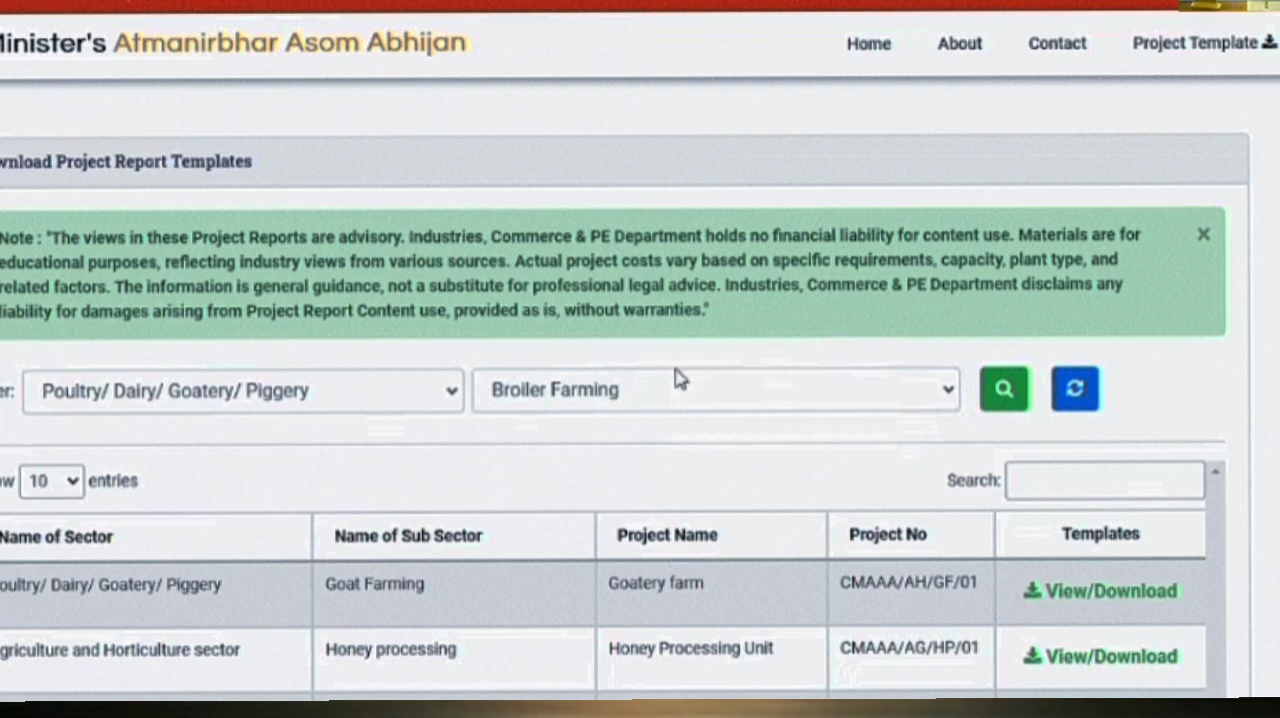 Minister's Atmanirbhar Asom Abhijan
Home About Contact Project Template
wnload Project Report Templates
Note : "The views in these Project Reports are advisory. Industries, Commerce & PE Department holds no financial liability for content use. Materials are for
educational purposes, reflecting industry views from various sources. Actual project costs vary based on specific requirements, capacity, plant type, and
related factors. The information is general guidance, not a substitute for professional legal advice. Industries, Commerce & PE Department disclaims any
liability for damages arising from Project Report Content use, provided as is, without warranties."
er: Poultry/ Dairy/ Goatery/ Piggery Broiler Farming
ow 10 entries Search:
Name of Sector Name of Sub Sector Project Name Project No Templates
oultry/ Dairy/ Goatery/ Piggery Goat Farming Goatery farm CMAAA/AH/GF/01 View/Download
griculture and Horticulture sector Honey processing Honey Processing Unit CMAAA/AG/HP/01 View/Download